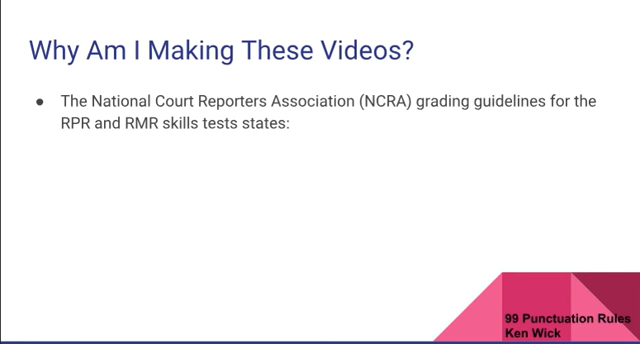 Why Am I Making These Videos?
● The National Court Reporters Association (NCRA) grading guidelines for the
RPR and RMR skills tests states:
99 Punctuation Rules
Ken Wick